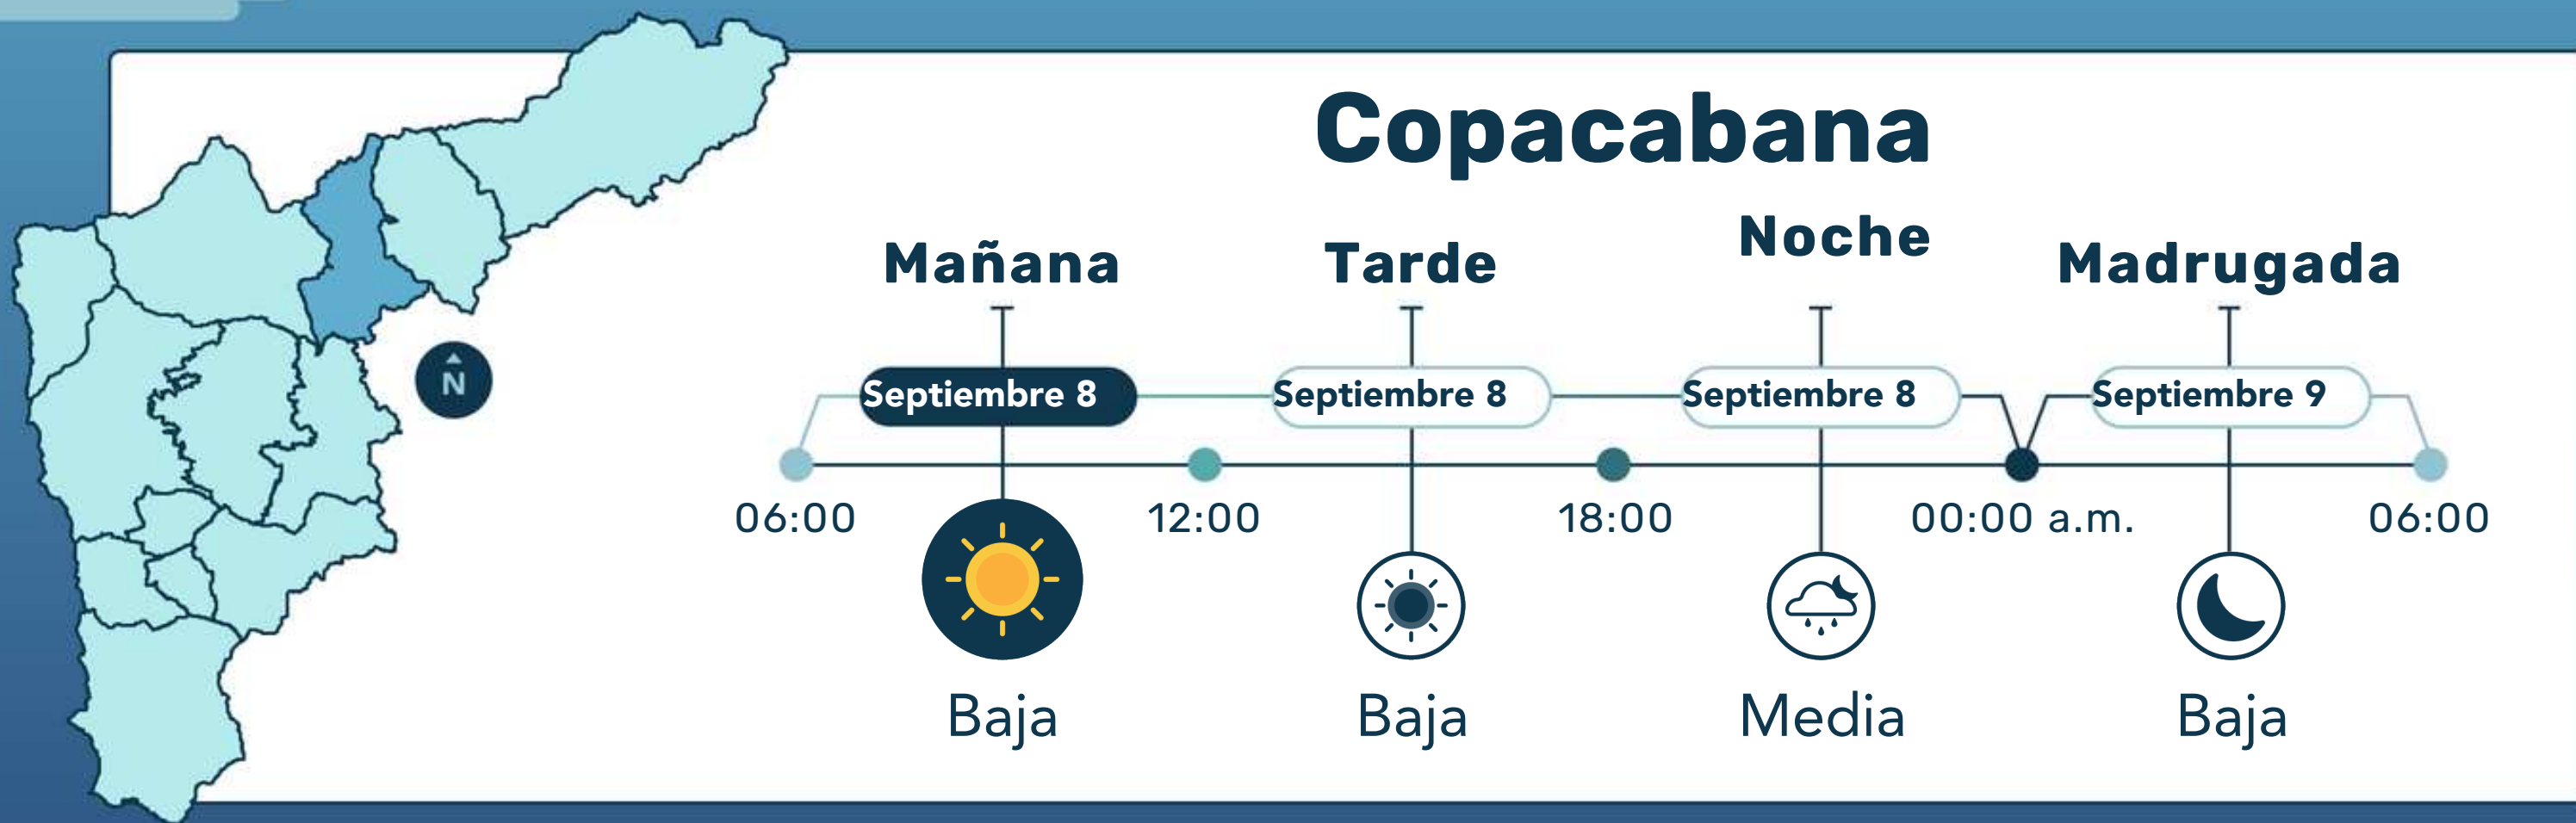 Copacabana
Mañana
Tarde
Noche
Madrugada
Septiembre 8
Septiembre 8
Septiembre 8
Septiembre 9
N
06:00
12:00
18:00
00:00 a.m.
06:00
Baja
Baja
Media
Baja